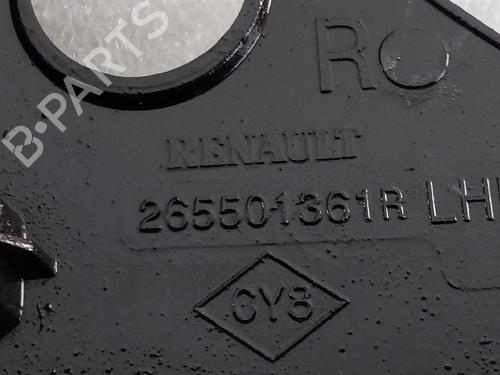 B-PARTS
R
RENAULT
265501361R LH
CY8